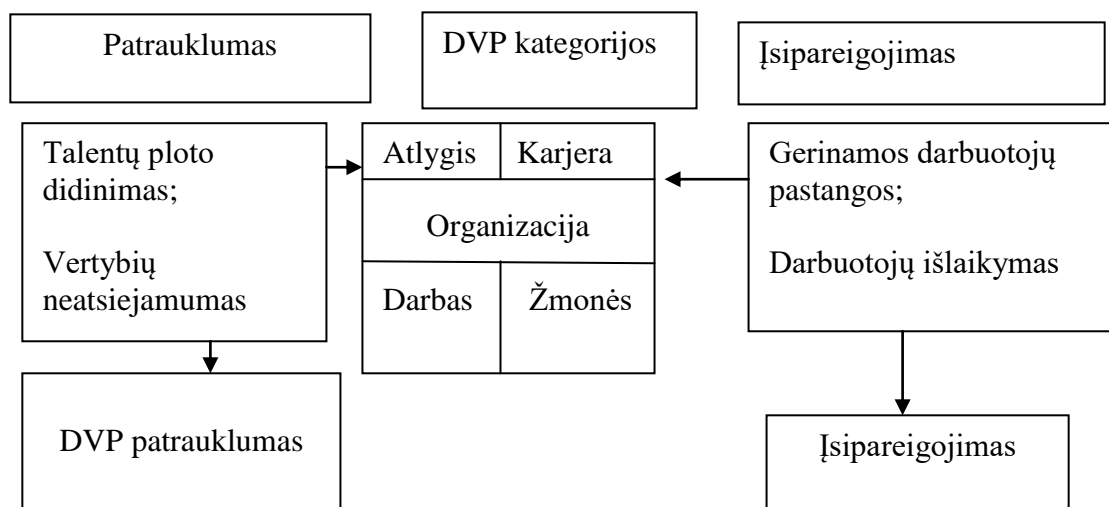 Patrauklumas
DVP kategorijos
Įsipareigojimas
Talentų ploto
didinimas;
Vertybių
neatsiejamumas
Atlygis
Karjera
Organizacija
Darbas
Žmonės
Gerinamos darbuotojų
pastangos;
Darbuotojų išlaikymas
DVP patrauklumas
Įsipareigojimas